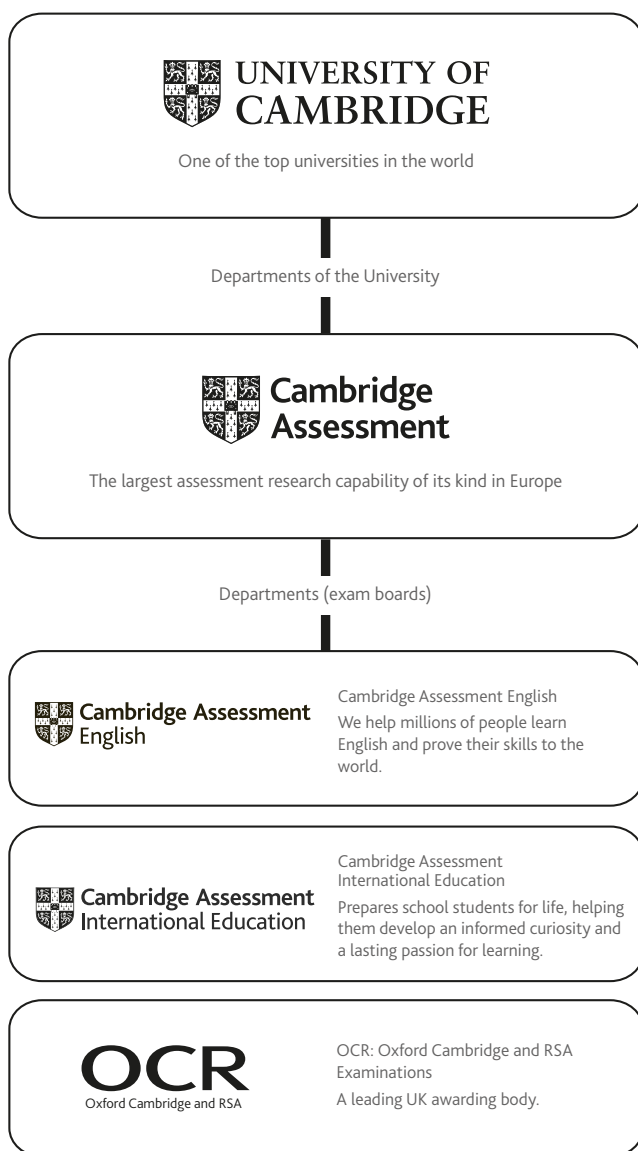 UNIVERSITY OF
CAMBRIDGE
One of the top universities in the world
Departments of the University
Cambridge
Assessment
The largest assessment research capability of its kind in Europe
Departments (exam boards)
Cambridge Assessment
English
Cambridge Assessment English
We help millions of people learn
English and prove their skills to the
world.
Cambridge Assessment
International Education
Cambridge Assessment
International Education
Prepares school students for life, helping
them develop an informed curiosity and
a lasting passion for learning.
OCR
Oxford Cambridge and RSA
OCR: Oxford Cambridge and RSA
Examinations
A leading UK awarding body.